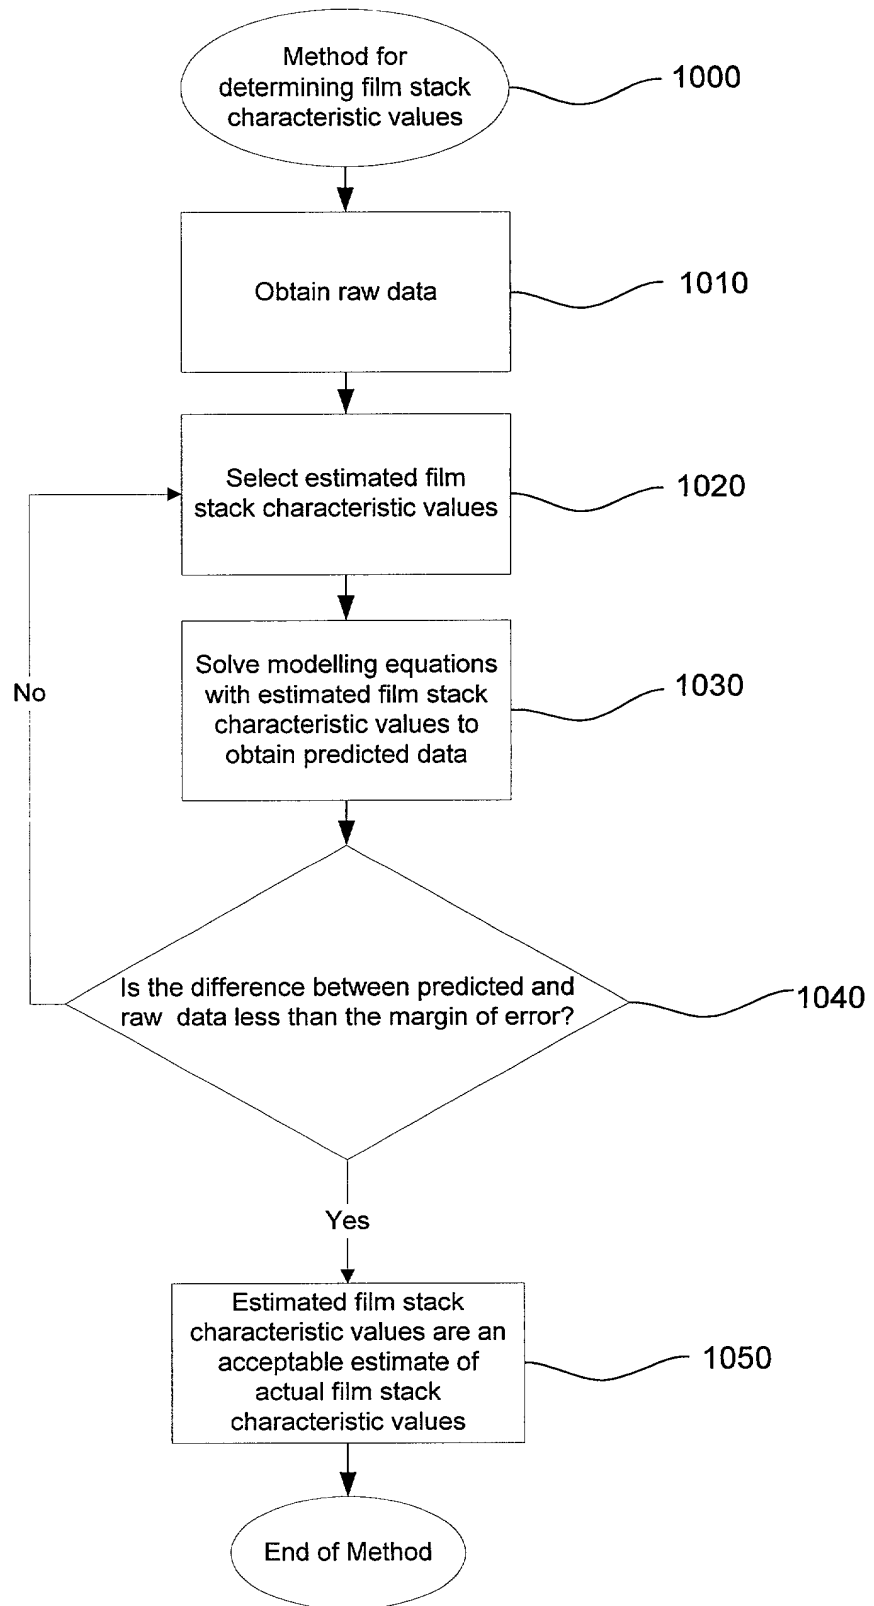 Method for
determining film stack
characteristic values
1000
Obtain raw data
1010
Select estimated film
stack characteristic values
1020
Solve modelling equations
with estimated film stack
characteristic values to
obtain predicted data
1030
No
Is the difference between predicted and
raw data less than the margin of error?
1040
Yes
Estimated film stack
characteristic values are an
acceptable estimate of
actual film stack
characteristic values
1050
End of Method